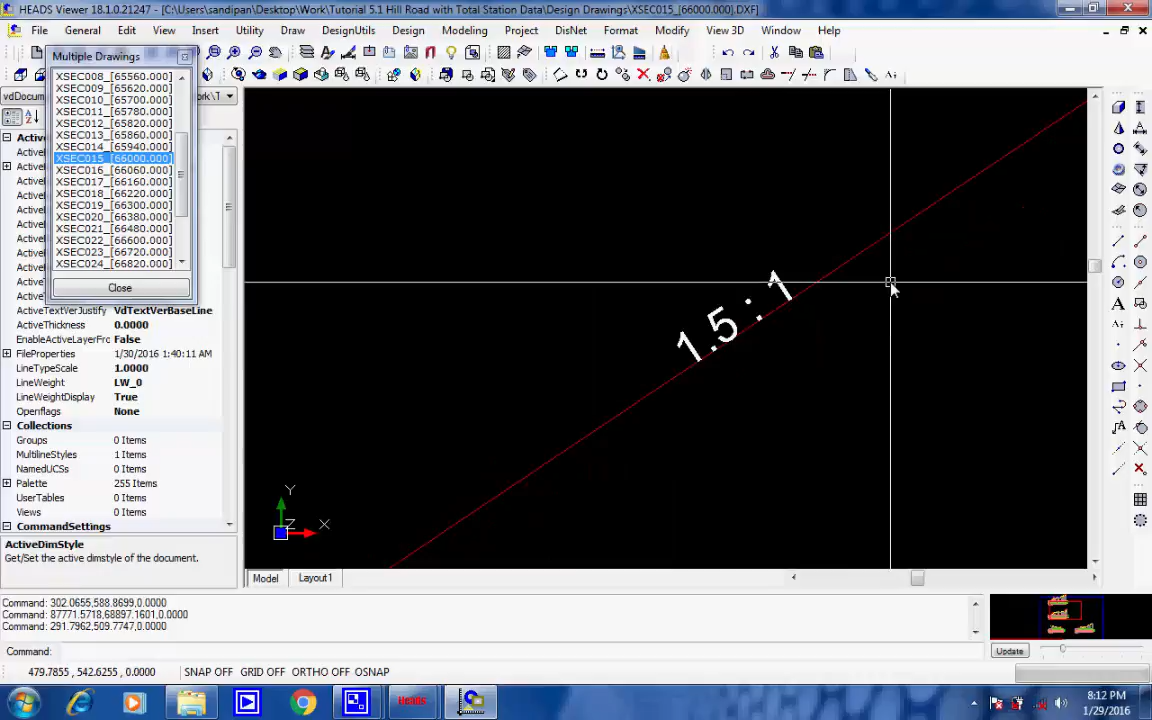 HEADS Viewer 18.1.0.21247 - [C:\Users\sandipan\Desktop\Work\Tutorial 5.1 Hill Road with Total Station Data\Design Drawings\XSEC015_[66000.000].DXF]
File General Edit View Insert Utility Draw DesignUtils Design Modeling Project DisNet Format Modify View 3D Window Help
Multiple Drawings
XSEC008_[65560.000]
XSEC009_[65620.000]
XSEC010_[65700.000]
XSEC011_[65780.000]
XSEC012_[65820.000]
XSEC013_[65860.000]
XSEC014_[65940.000]
XSEC015_[66000.000]
XSEC016_[66060.000]
XSEC017_[66160.000]
XSEC018_[66220.000]
XSEC019_[66300.000]
XSEC020_[66380.000]
XSEC021_[66480.000]
XSEC022_[66600.000]
XSEC023_[66720.000]
XSEC024_[66820.000]
Close
ActiveTextVerJustify VdTextVerBaseLine
ActiveThickness 0.0000
EnableActiveLayerFro False
FileProperties 1/30/2016 1:40:11 AM
LineTypeScale 1.0000
LineWeight LW_0
LineWeightDisplay True
Openflags None
Collections
Groups 0 Items
MultilineStyles 1 Items
NamedUCSs 0 Items
Palette 255 Items
UserTables 0 Items
Views 0 Items
CommandSettings
ActiveDimStyle
Get/Set the active dimstyle of the document.
1.5 : 1
Y
Z X
Model Layout1
Command: 302.0655,588.8699,0.0000
Command: 87771.5718,68897.1601,0.0000
Command: 291.7962,509.7747,0.0000
Command:
Update
479.7855 , 542.6255 , 0.0000 SNAP OFF GRID OFF ORTHO OFF OSNAP
Heads
8:12 PM
1/29/2016